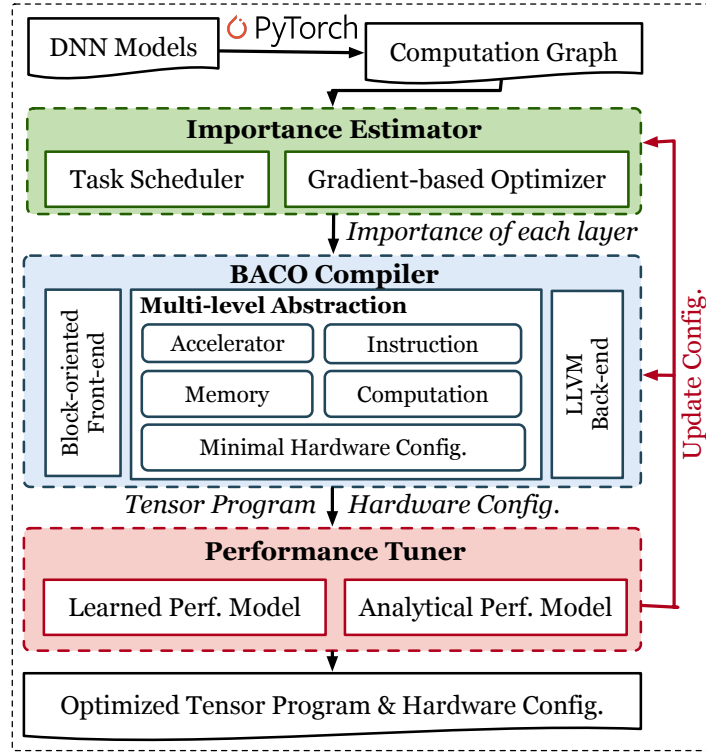 DNN Models
PyTorch
Computation Graph
Importance Estimator
Task Scheduler
Gradient-based Optimizer
Importance of each layer
BACO Compiler
Block-oriented
Front-end
Multi-level Abstraction
Accelerator
Instruction
Memory
Computation
Minimal Hardware Config.
LLVM
Back-end
Update Config.
Tensor Program
Hardware Config.
Performance Tuner
Learned Perf. Model
Analytical Perf. Model
Optimized Tensor Program & Hardware Config.